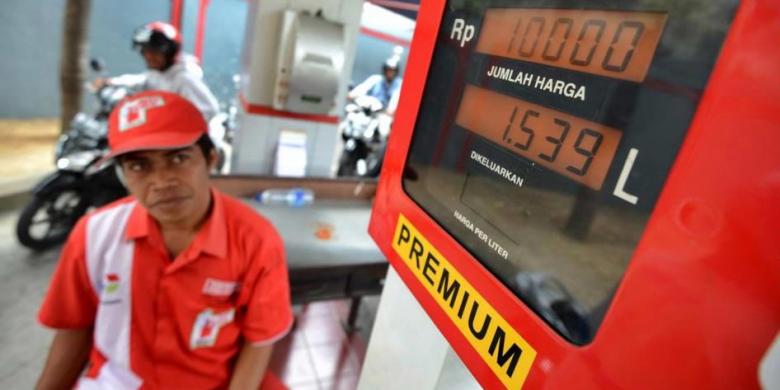 Rp 10000
JUMLAH HARGA
1.539 L
DIKELUARKAN
HARGA PER LITER
PREMIUM